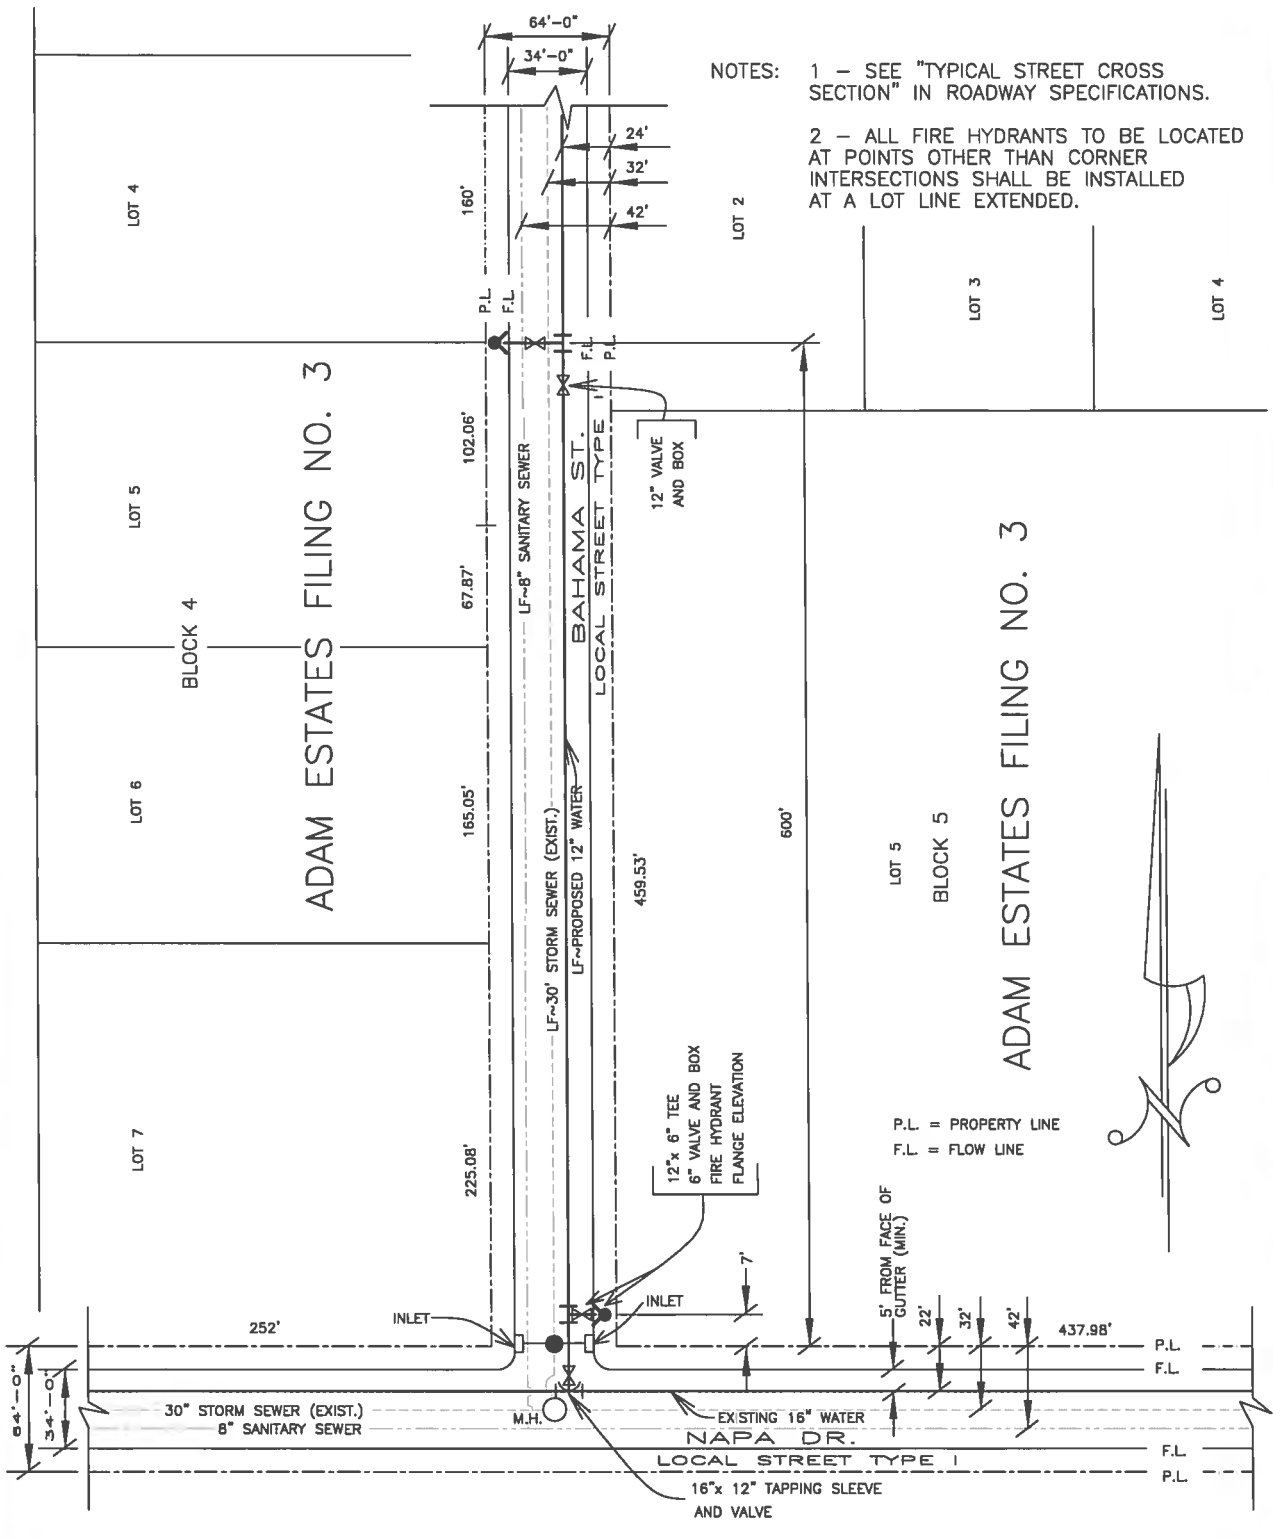 64'-0"
34'-0"
NOTES: 1 – SEE "TYPICAL STREET CROSS
SECTION" IN ROADWAY SPECIFICATIONS.
2 – ALL FIRE HYDRANTS TO BE LOCATED
AT POINTS OTHER THAN CORNER
INTERSECTIONS SHALL BE INSTALLED
AT A LOT LINE EXTENDED.
24'
32'
42'
LOT 4
160'
LOT 2
LOT 3
LOT 4
P.L.
F.L.
F.L.
P.L.
ADAM ESTATES FILING NO. 3
LOT 5
BLOCK 4
102.06'
67.87'
LF~8" SANITARY SEWER
BAHAMA ST.
LOCAL STREET TYPE I
12" VALVE
AND BOX
LOT 6
165.05'
LF~30' STORM SEWER (EXIST.)
LF~PROPOSED 12" WATER
459.53'
600'
LOT 5
BLOCK 5
ADAM ESTATES FILING NO. 3
LOT 7
225.08'
12"x 6" TEE
6" VALVE AND BOX
FIRE HYDRANT
FLANGE ELEVATION
P.L. = PROPERTY LINE
F.L. = FLOW LINE
N
7'
5' FROM FACE OF
GUTTER (MIN.)
22'
32'
42'
252'
INLET
INLET
437.98'
P.L.
F.L.
64'-0"
34'-0"
30" STORM SEWER (EXIST.)
8" SANITARY SEWER
M.H.
EXISTING 16" WATER
NAPA DR.
LOCAL STREET TYPE I
F.L.
P.L.
16"x 12" TAPPING SLEEVE
AND VALVE